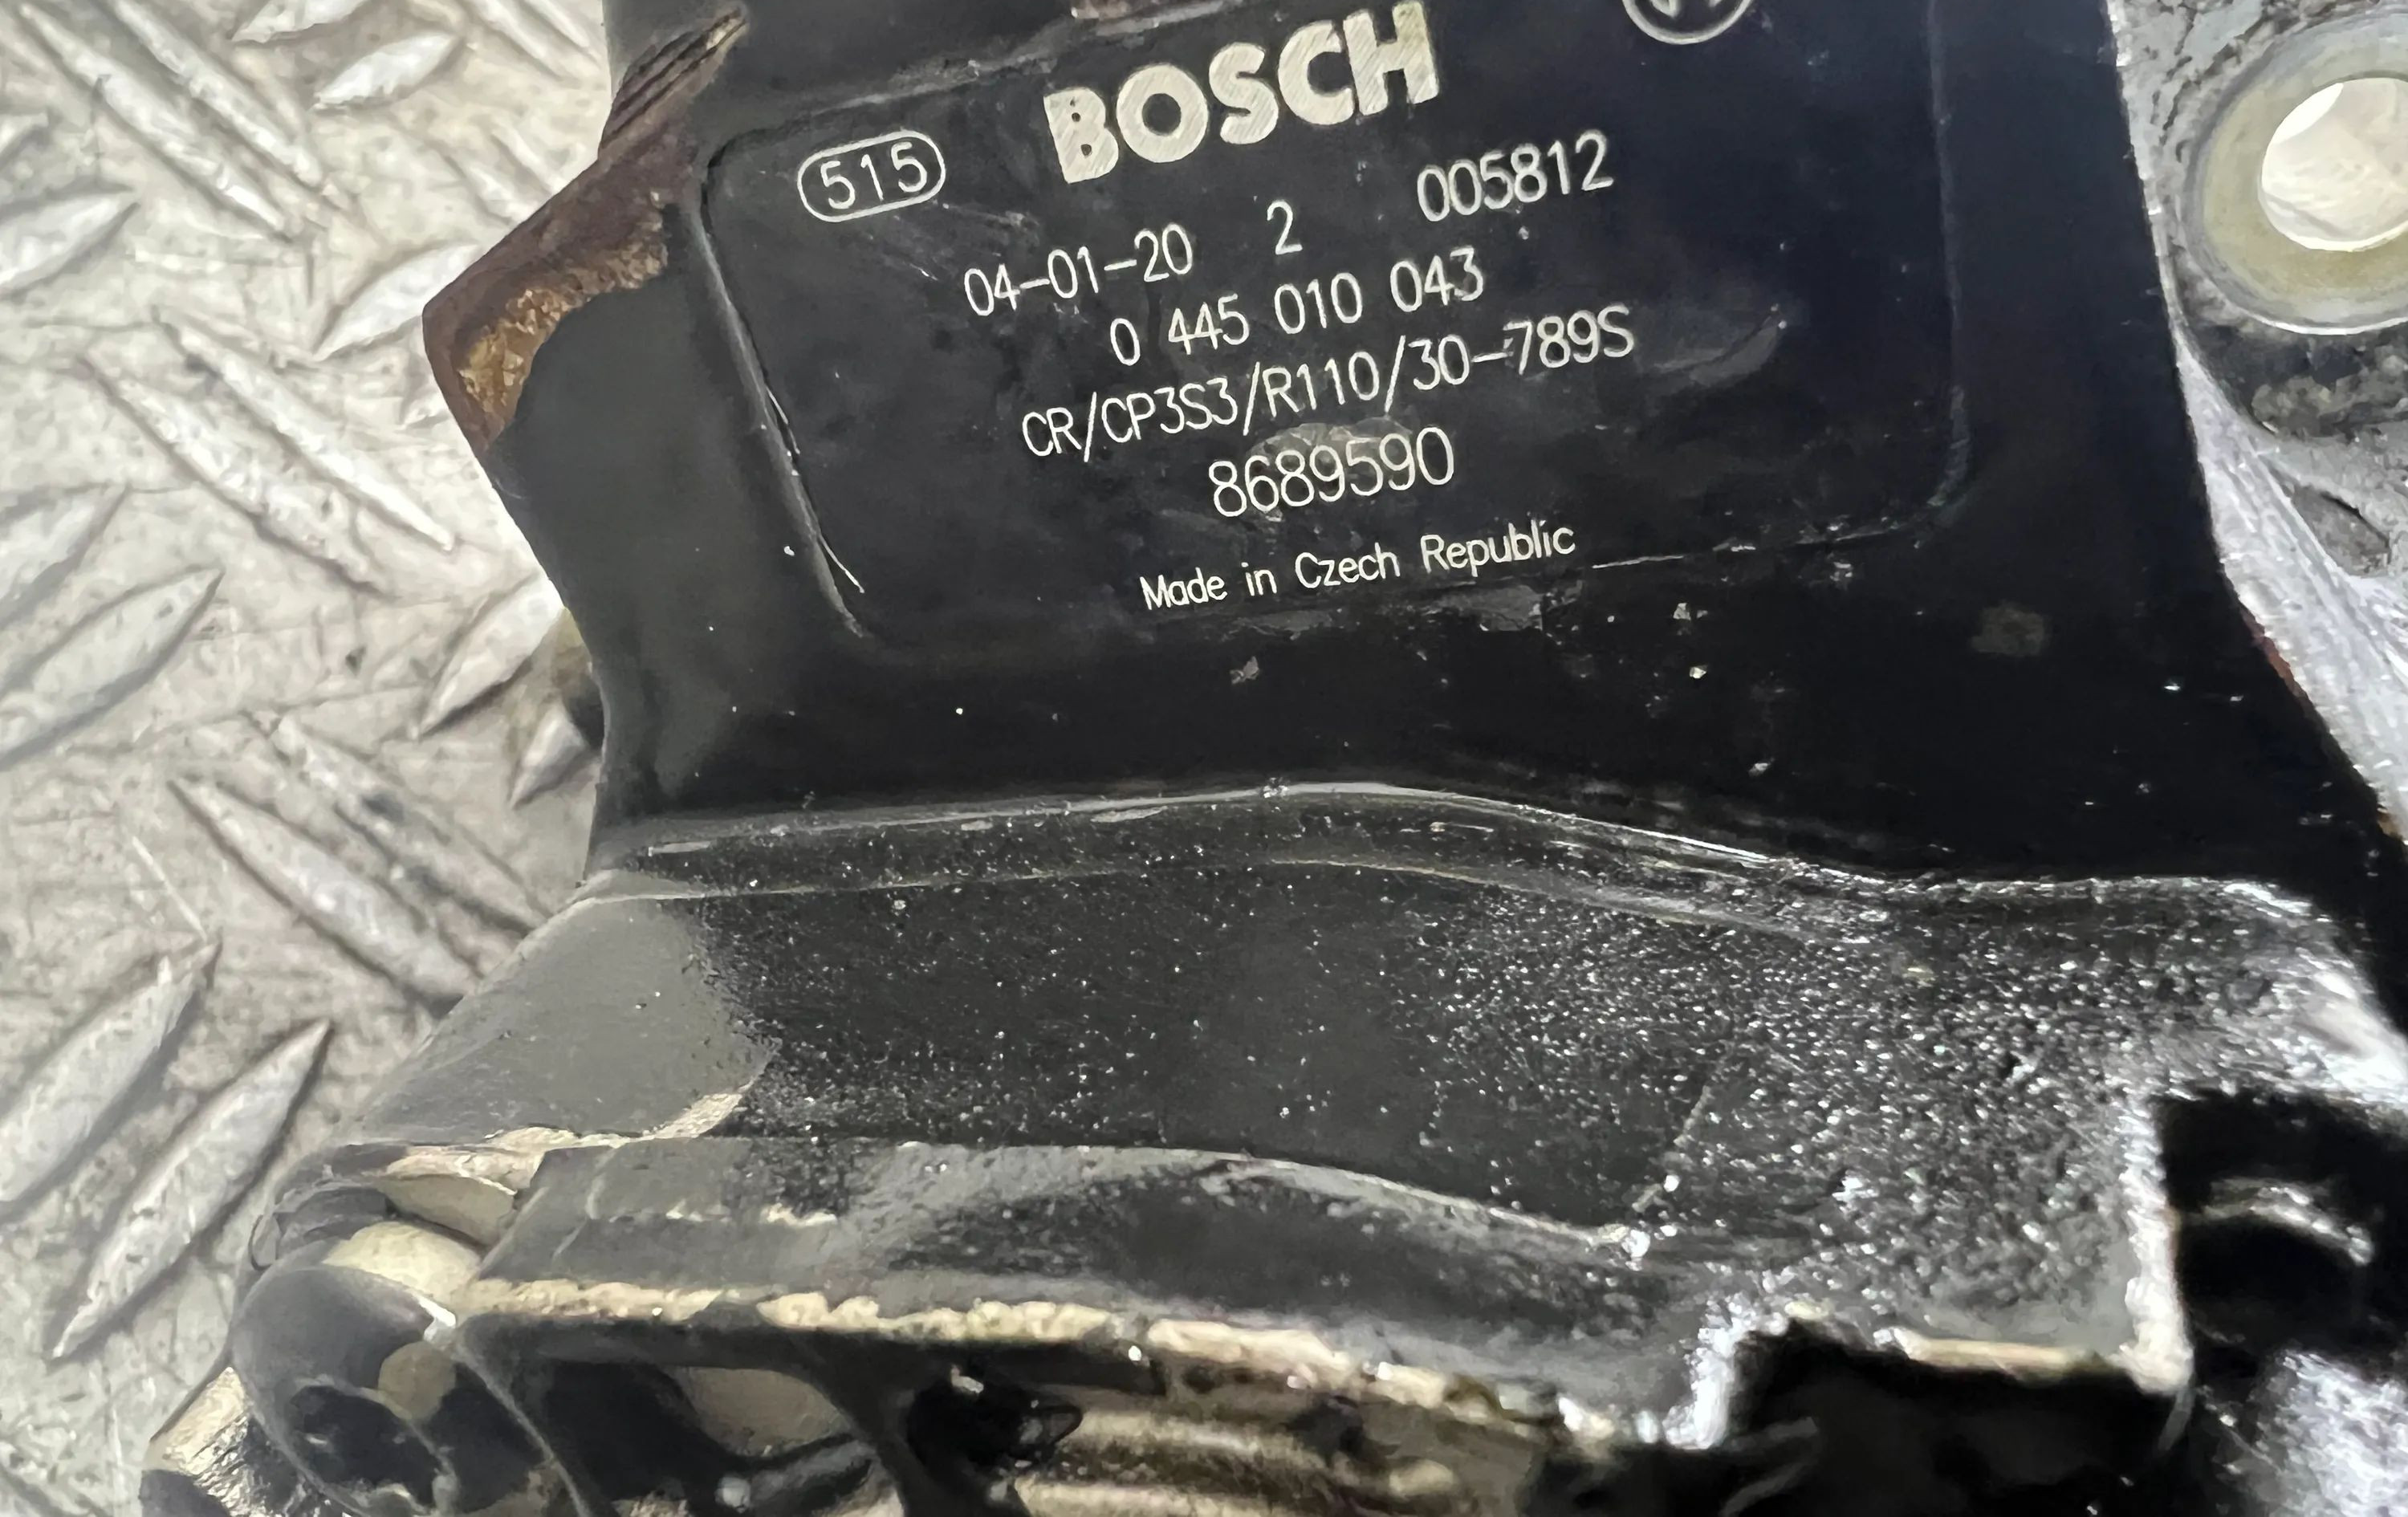 BOSCH
515
04-01-20 2 005812
0 445 010 043
CR/CP3S3/R110/30-789S
8689590
Made in Czech Republic